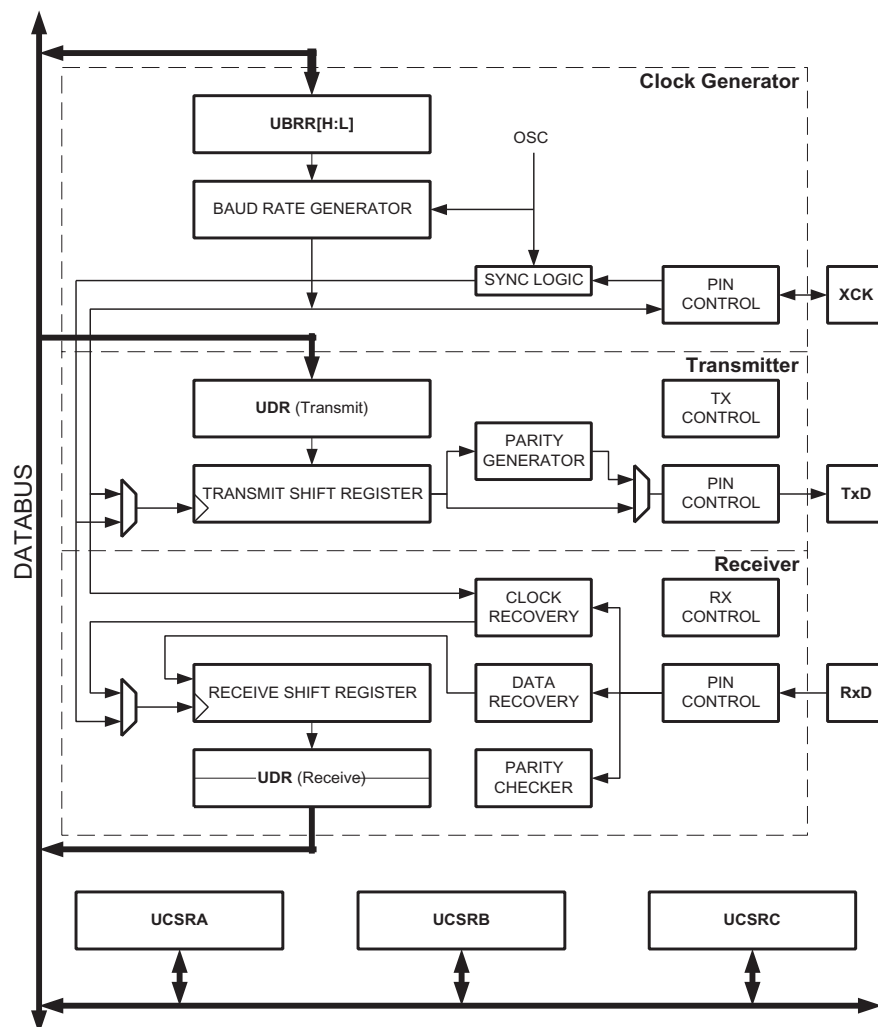 Clock Generator
UBRR[H:L]
OSC
BAUD RATE GENERATOR
SYNC LOGIC
PIN
CONTROL
XCK
Transmitter
UDR (Transmit)
TX
CONTROL
PARITY
GENERATOR
TRANSMIT SHIFT REGISTER
PIN
CONTROL
TxD
DATABUS
Receiver
CLOCK
RECOVERY
RX
CONTROL
RECEIVE SHIFT REGISTER
DATA
RECOVERY
PIN
CONTROL
RxD
UDR (Receive)
PARITY
CHECKER
UCSRA
UCSRB
UCSRC